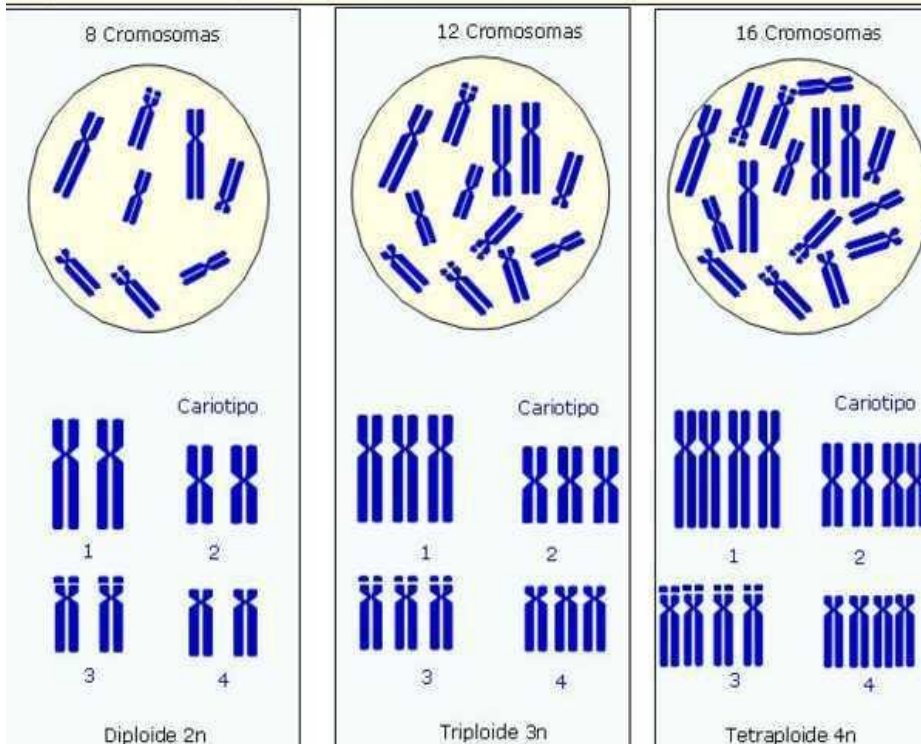 8 Cromosomas
Cariotipo
1
2
3
4
Diploide 2n
12 Cromosomas
Cariotipo
1
2
3
4
Triploide 3n
16 Cromosomas
Cariotipo
1
2
3
4
Tetraploide 4n